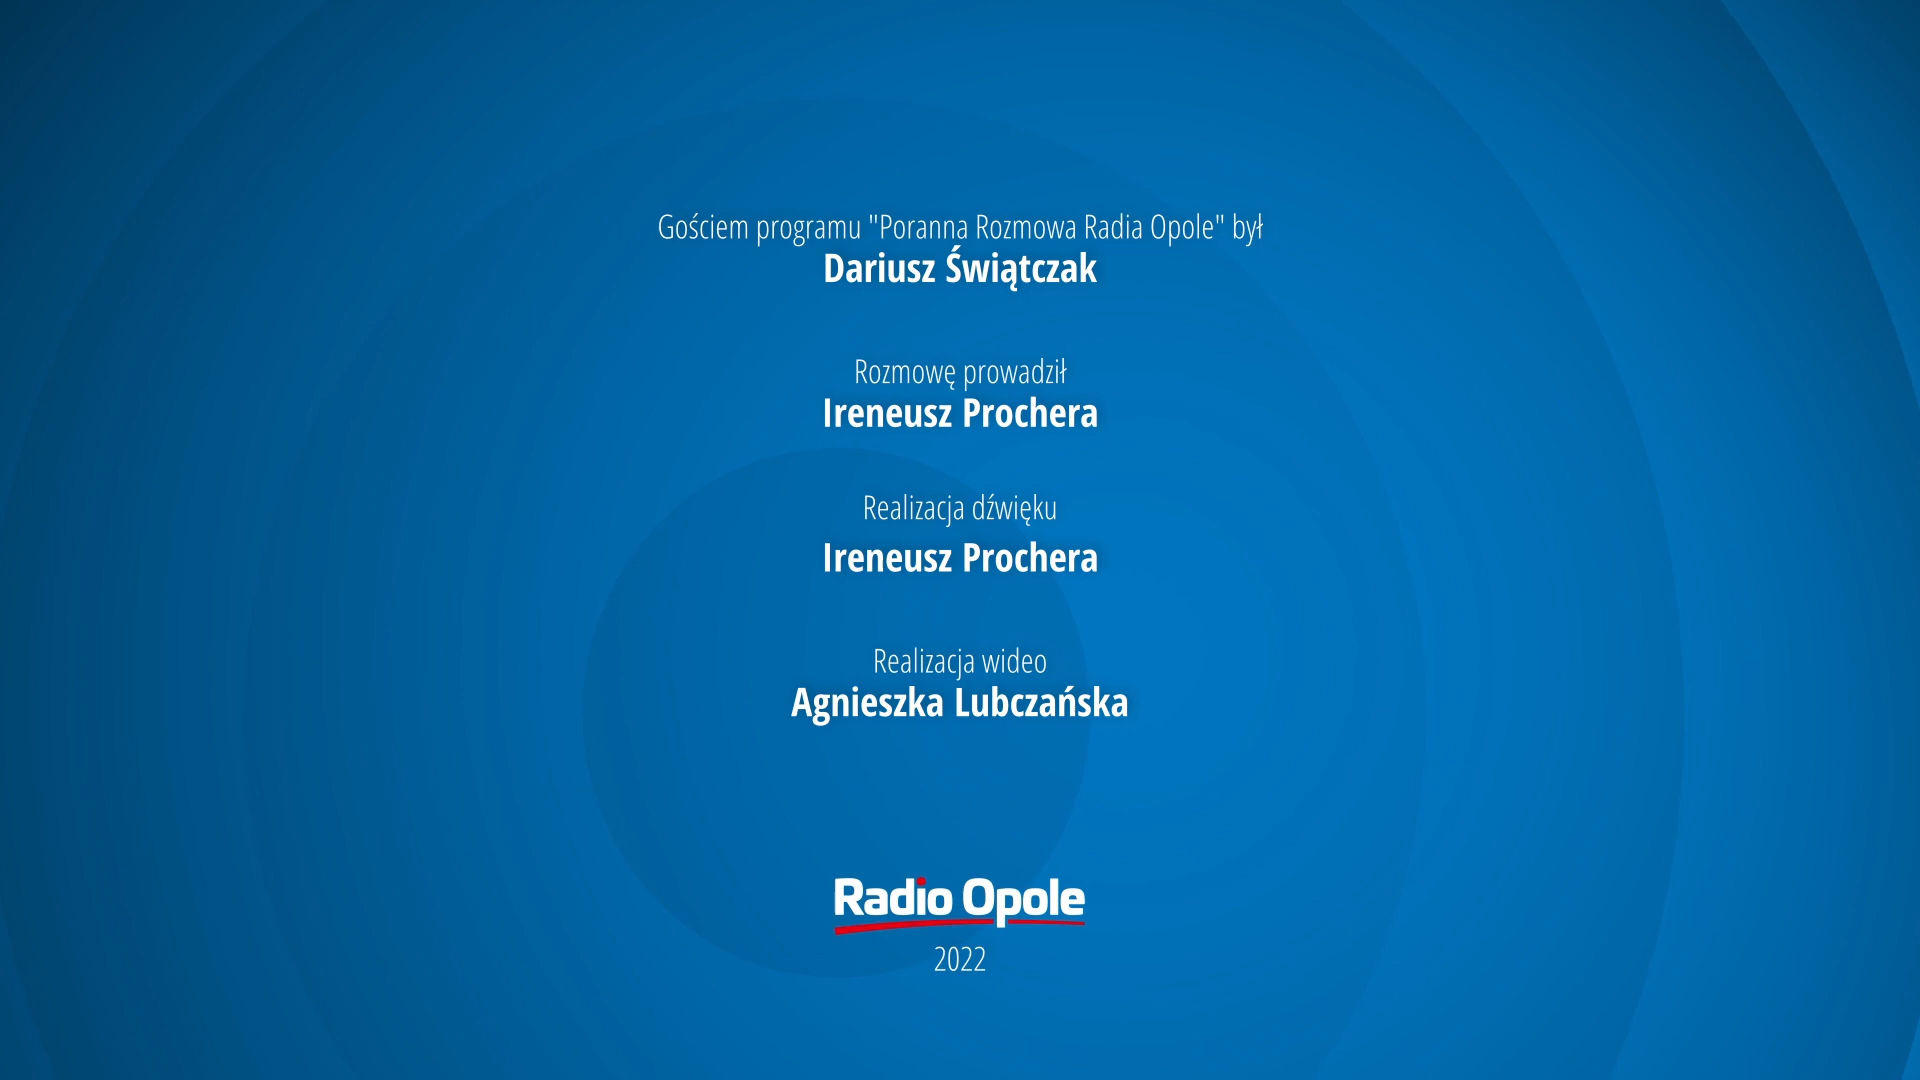 Gościem programu "Poranna Rozmowa Radia Opole" był
Dariusz Świątczak
Rozmowę prowadził
Ireneusz Prochera
Realizacja dźwięku
Ireneusz Prochera
Realizacja wideo
Agnieszka Lubczańska
Radio Opole
2022